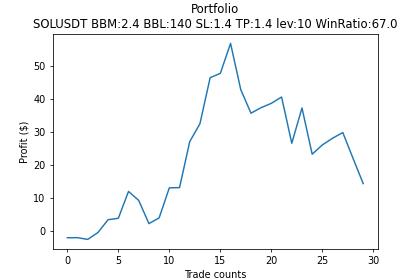 Portfolio
SOLUSDT BBM:2.4 BBL:140 SL:1.4 TP:1.4 lev:10 WinRatio:67.0
Profit ($)
50
40
30
20
10
0
0 5 10 15 20 25 30
Trade counts